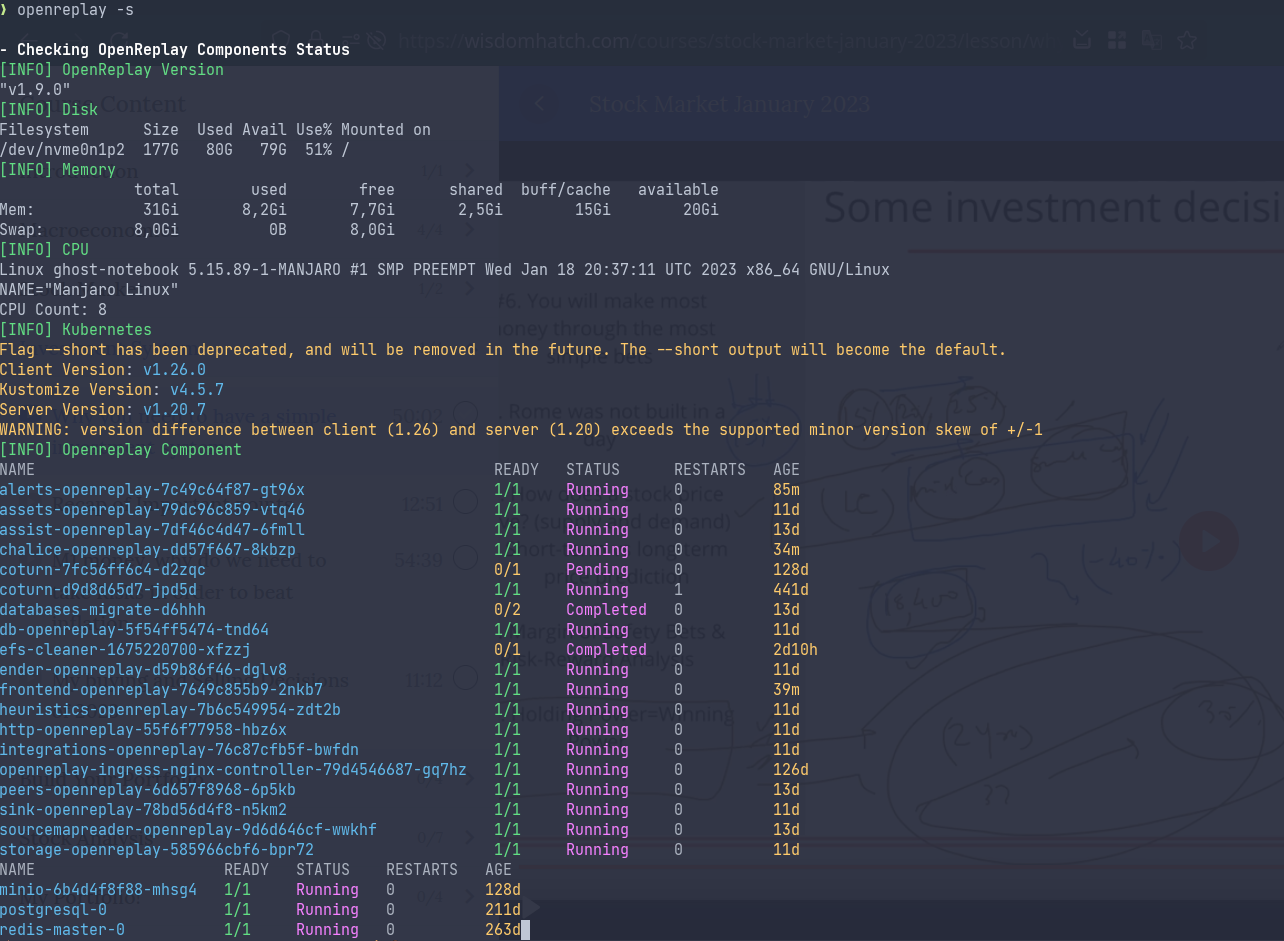 ❯ openreplay -s
- Checking OpenReplay Components Status
[INFO] OpenReplay Version
"v1.9.0"
[INFO] Disk
Filesystem      Size  Used Avail Use% Mounted on
/dev/nvme0n1p2  177G   80G   79G  51% /
[INFO] Memory
               total        used        free      shared  buff/cache   available
Mem:            31Gi       8,2Gi       7,7Gi       2,5Gi        15Gi        20Gi
Swap:          8,0Gi          0B       8,0Gi
[INFO] CPU
Linux ghost-notebook 5.15.89-1-MANJARO #1 SMP PREEMPT Wed Jan 18 20:37:11 UTC 2023 x86_64 GNU/Linux
NAME="Manjaro Linux"
CPU Count: 8
[INFO] Kubernetes
Flag --short has been deprecated, and will be removed in the future. The --short output will become the default.
Client Version: v1.26.0
Kustomize Version: v4.5.7
Server Version: v1.20.7
WARNING: version difference between client (1.26) and server (1.20) exceeds the supported minor version skew of +/-1
[INFO] Openreplay Component
NAME READY STATUS RESTARTS AGE
alerts-openreplay-7c49c64f87-gt96x 1/1 Running 0 85m
assets-openreplay-79dc96c859-vtq46 1/1 Running 0 11d
assist-openreplay-7df46c4d47-6fmll 1/1 Running 0 13d
chalice-openreplay-dd57f667-8kbzp 1/1 Running 0 34m
coturn-7fc56ff6c4-d2zqc 0/1 Pending 0 128d
coturn-d9d8d65d7-jpd5d 1/1 Running 1 441d
databases-migrate-d6hhh 0/2 Completed 0 13d
db-openreplay-5f54ff5474-tnd64 1/1 Running 0 11d
efs-cleaner-1675220700-xfzzj 0/1 Completed 0 2d10h
ender-openreplay-d59b86f46-dqlv8 1/1 Running 0 11d
frontend-openreplay-7649c855b9-2nkb7 1/1 Running 0 39m
heuristics-openreplay-7b6c549954-zdt2b 1/1 Running 0 11d
http-openreplay-55f6f77958-hbz6x 1/1 Running 0 11d
integrations-openreplay-76c87cfb5f-bwfdn 1/1 Running 0 11d
openreplay-ingress-nginx-controller-79d4546687-gq7hz 1/1 Running 0 126d
peers-openreplay-6d657f8968-6p5kb 1/1 Running 0 13d
sink-openreplay-78bd56d4f8-n5km2 1/1 Running 0 11d
sourcemapreader-openreplay-9d6d646cf-wwkhf 1/1 Running 0 13d
storage-openreplay-585966cbf6-bpr72 1/1 Running 0 11d
NAME READY STATUS RESTARTS AGE
minio-6b4d4f8f88-mhsg4 1/1 Running 0 128d
postgresql-0 1/1 Running 0 211d
redis-master-0 1/1 Running 0 263d
Stock Market January 2023
Some investment decisi